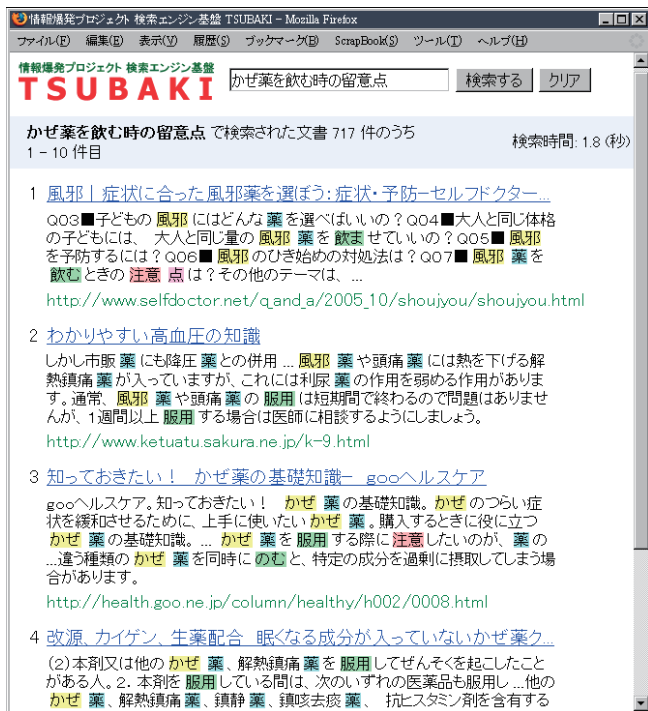 情報爆発プロジェクト 検索エンジン基盤 TSUBAKI - Mozilla Firefox
ファイル(F) 編集(E) 表示(V) 履歴(S) ブックマーク(B) ScrapBook(S) ツール(T) ヘルプ(H)
情報爆発プロジェクト 検索エンジン基盤
TSUBAKI
かぜ薬を飲む時の留意点 検索する クリア
かぜ薬を飲む時の留意点 で検索された文書 717 件のうち
1 - 10 件目
検索時間: 1.8 (秒)
1 風邪 | 症状に合った風邪薬を選ぼう:症状・予防-セルフドクター...
Q03■子どもの 風邪 にはどんな 薬 を選べばいいの？Q04■大人と同じ体格
の子どもには、 大人と同じ量の 風邪 薬 を 飲ま せていいの？Q05■ 風邪
を予防するには？Q06■ 風邪 のひき始めの対処法は？Q07■ 風邪 薬 を
飲む ときの 注意 点 は？その他のテーマは、 ...
http://www.selfdoctor.net/q_and_a/2005_10/shoujyou/shoujyou.html
2 わかりやすい高血圧の知識
しかし市販 薬 にも降圧 薬 との併用 ... 風邪 薬 や頭痛 薬 には熱を下げる解
熱鎮痛 薬 が入っていますが、これには利尿 薬 の作用を弱める作用がありま
す。通常、 風邪 薬 や頭痛 薬 の 服用 は短期間で終わるので問題はありませ
んが、1週間以上 服用 する場合は医師に相談するようにしましょう。
http://www.ketuatu.sakura.ne.jp/k-9.html
3 知っておきたい！ かぜ薬の基礎知識- gooヘルスケア
gooヘルスケア。知っておきたい！ かぜ 薬 の基礎知識。 かぜ のつらい症
状を緩和させるために、上手に使いたい かぜ 薬 。購入するときに役に立つ
かぜ 薬 の基礎知識。 ... かぜ 薬 を 服用 する際に 注意 したいのが、 薬 の
...違う種類の かぜ 薬 を同時に のむ と、特定の成分を過剰に摂取してしまう場
合があります。
http://health.goo.ne.jp/column/healthy/h002/0008.html
4 改源、カイゲン、生薬配合 眠くなる成分が入っていないかぜ薬ク...
(2)本剤又は他の かぜ 薬 、解熱鎮痛 薬 を 服用 してぜんそくを起こしたこと
がある人。2. 本剤を 服用 している間は、次のいずれの医薬品も服用し ...他の
かぜ 薬 、解熱鎮痛 薬 、鎮静 薬 、鎮咳去痰 薬 、 抗ヒスタミン剤を含有する